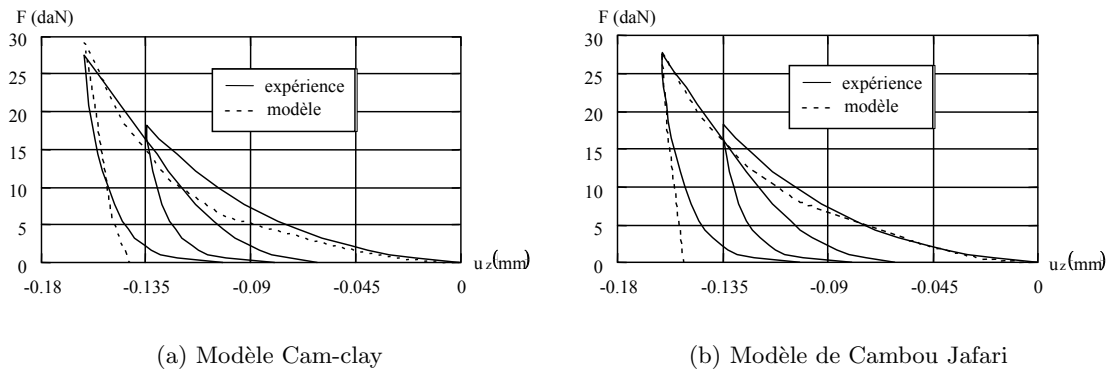 F (daN)
30
25
20
15
10
5
0
expérience
modèle
uz(mm)
-0.18
-0.135
-0.09
-0.045
0
(a) Modèle Cam-clay
F (daN)
30
25
20
15
10
5
0
expérience
modèle
uz(mm)
-0.18
-0.135
-0.09
-0.045
0
(b) Modèle de Cambou Jafari